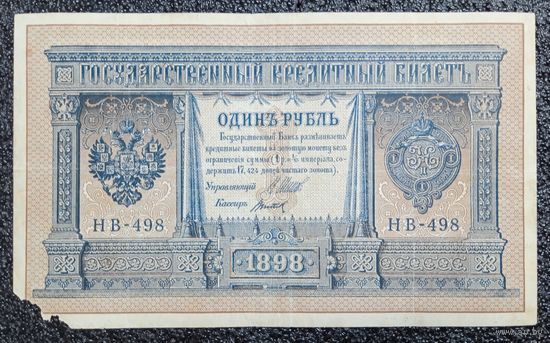 ГОСУДАРСТВЕННЫЙ КРЕДИТНЫЙ БИЛЕТЪ
ОДИНЪ РУБЛЬ
Государственный Банкъ размѣниваетъ
кредитные билеты на золотую монету безъ
ограниченія суммы (1 р. = 1/15 имперіала, со-
держитъ 17,424 долей чистаго золота).
Управляющій
Кассиръ
НВ-498
НВ-498
1898